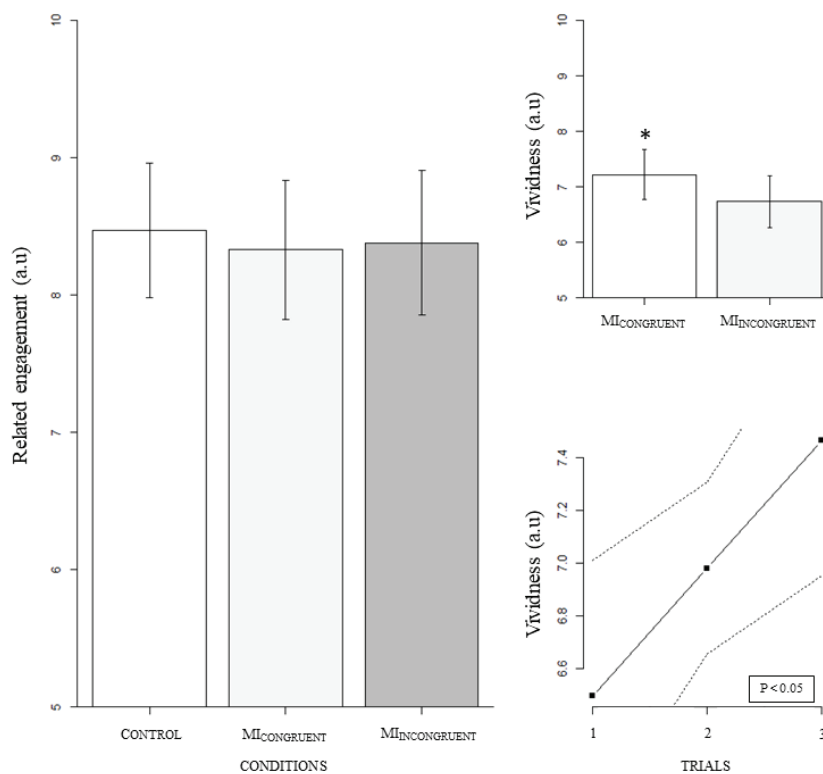 Related engagement (a.u)
10
9
8
7
6
5
CONTROL
MICONGRUENT
MIINCONGRUENT
CONDITIONS
Vividness (a.u)
10
9
8
7
6
5
*
MICONGRUENT
MIINCONGRUENT
Vividness (a.u)
7.4
7.2
7.0
6.8
6.6
P < 0.05
1
2
3
TRIALS